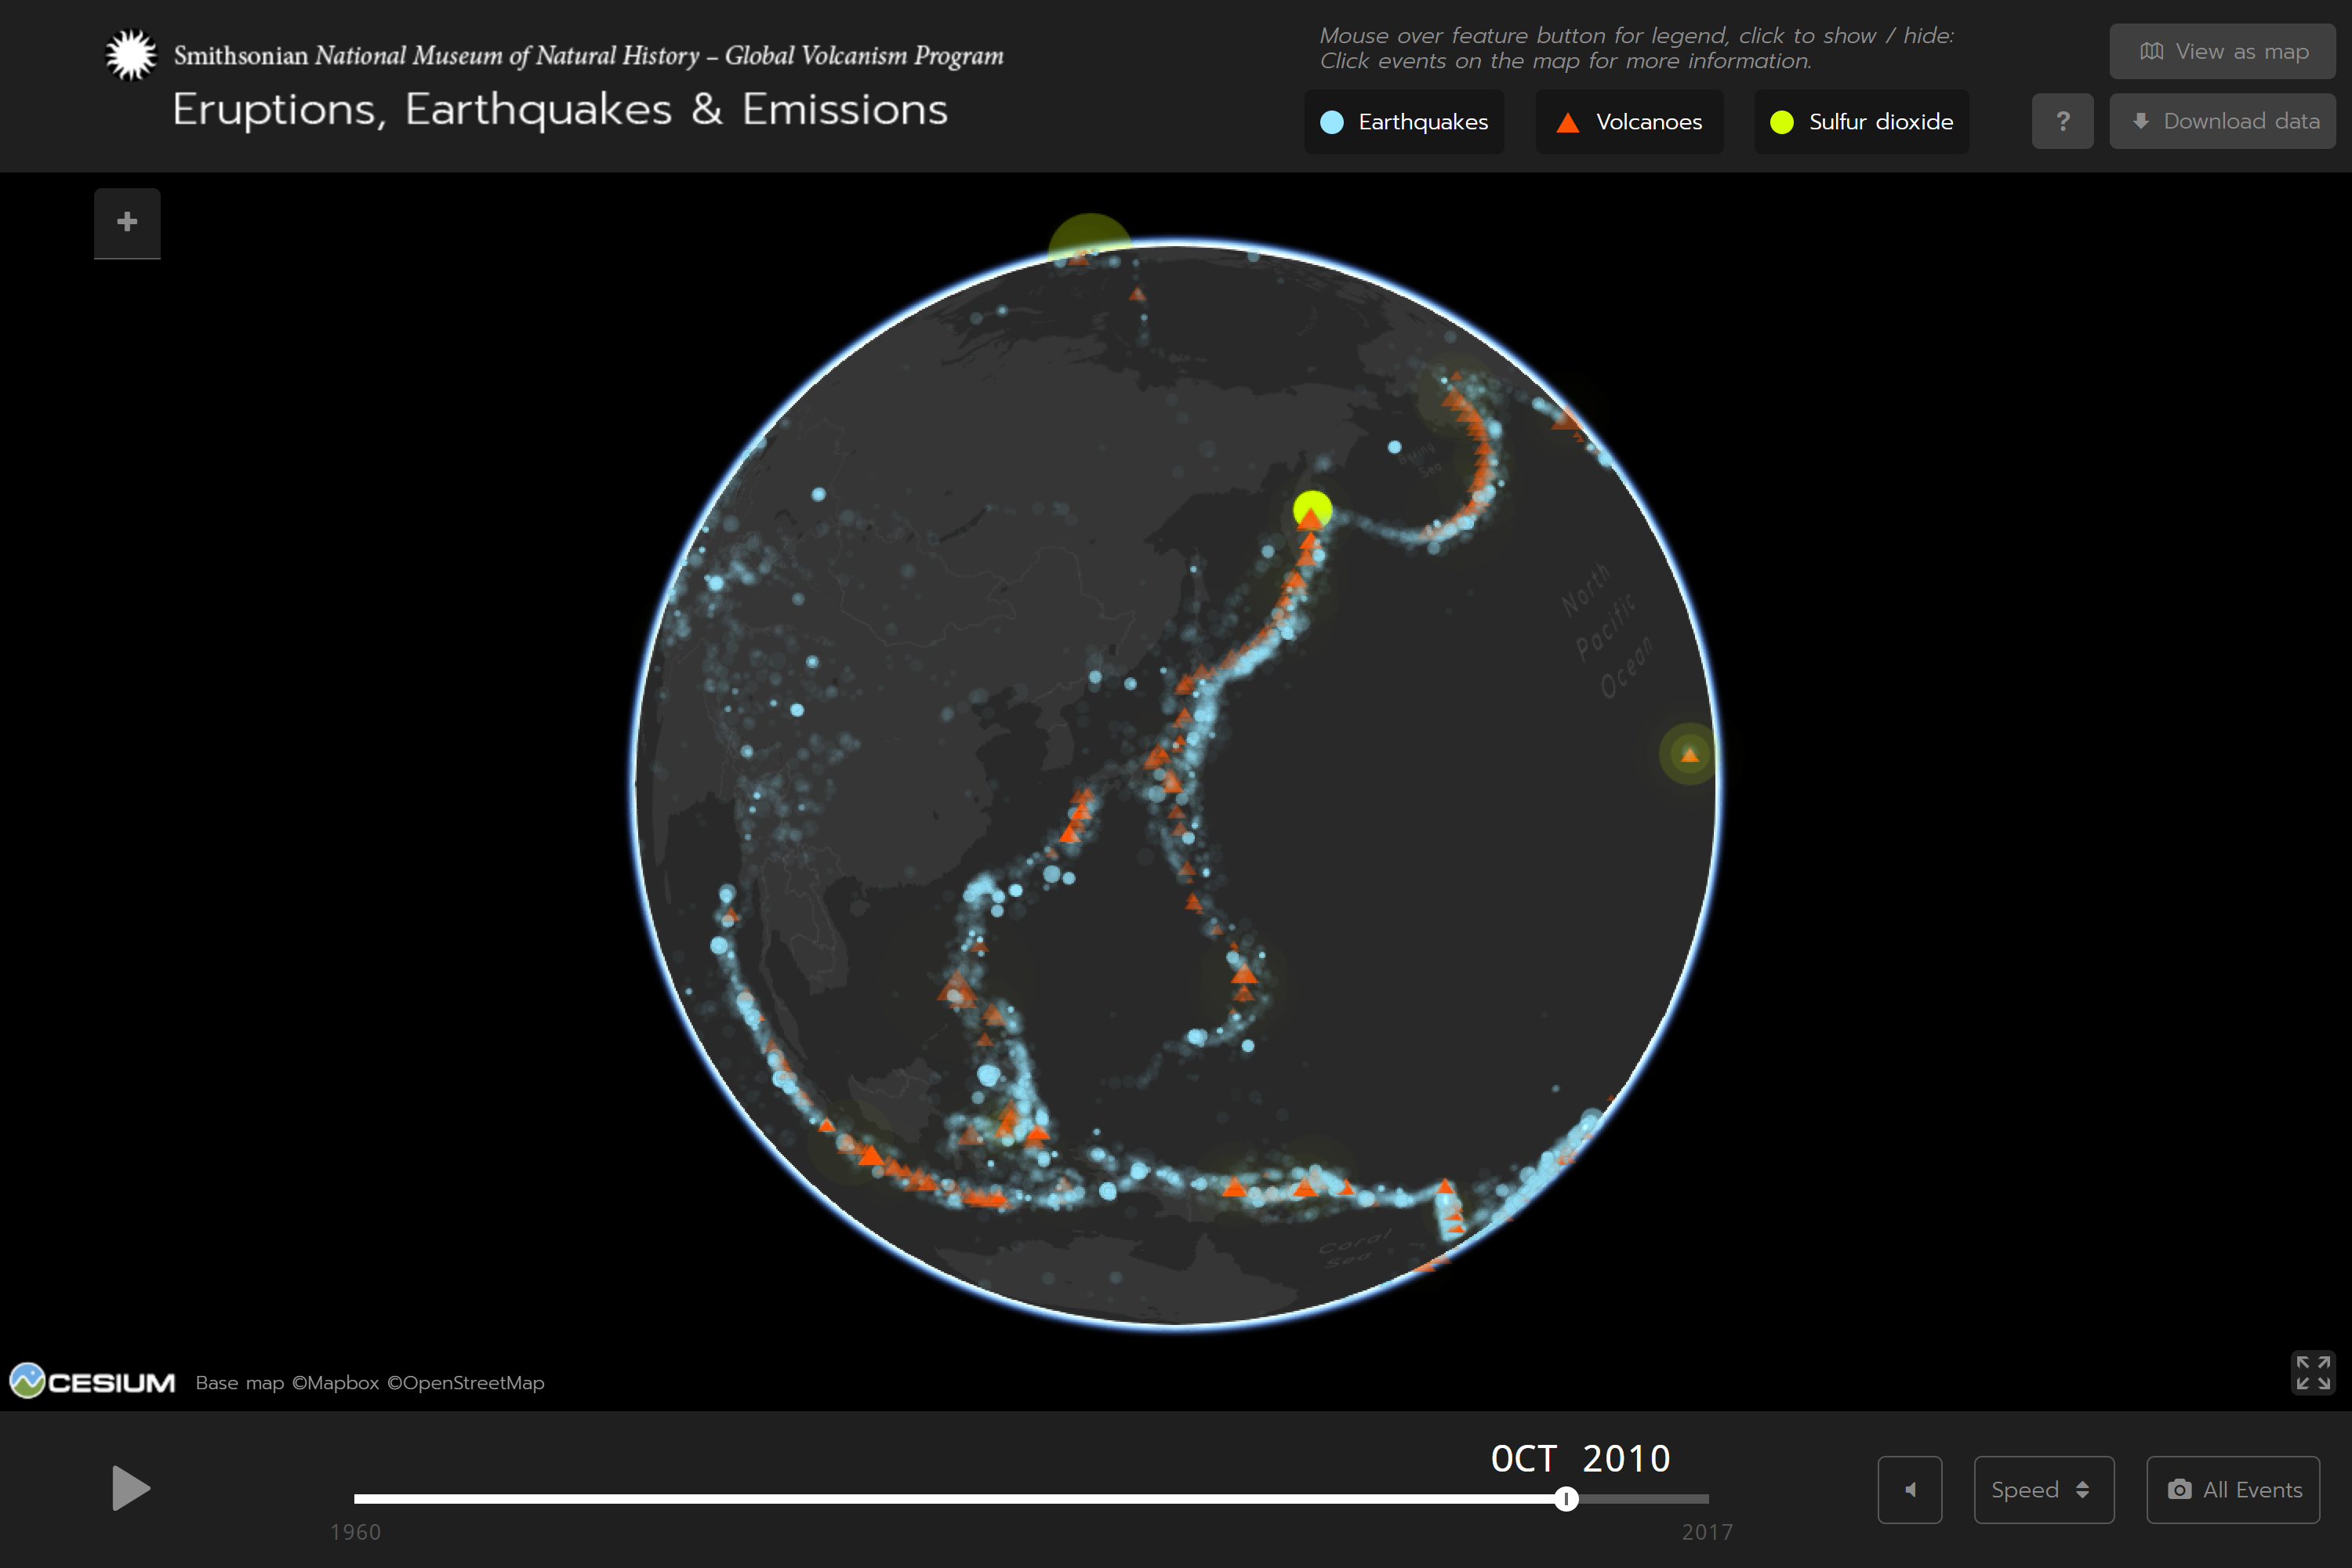 Smithsonian National Museum of Natural History – Global Volcanism Program
Eruptions, Earthquakes & Emissions
Mouse over feature button for legend, click to show / hide:
Click events on the map for more information.
Earthquakes
Volcanoes
Sulfur dioxide
View as map
?
Download data
+
Bering
Sea
North
Pacific
Ocean
Coral
Sea
CESIUM
Base map ©Mapbox ©OpenStreetMap
OCT 2010
1960
2017
Speed
All Events